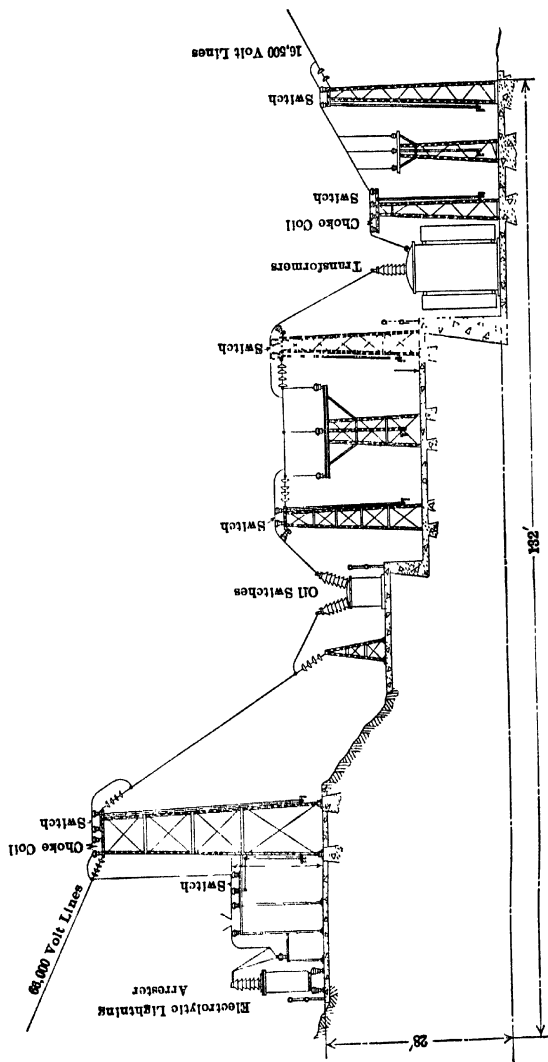 16,500 Volt Lines
Switch
Switch
Choke Coil
Transformers
Switch
Switch
Oil Switches
132'
Switch
Choke Coil
Switch
66,000 Volt Lines
Electrolytic Lightning
Arrester
28'